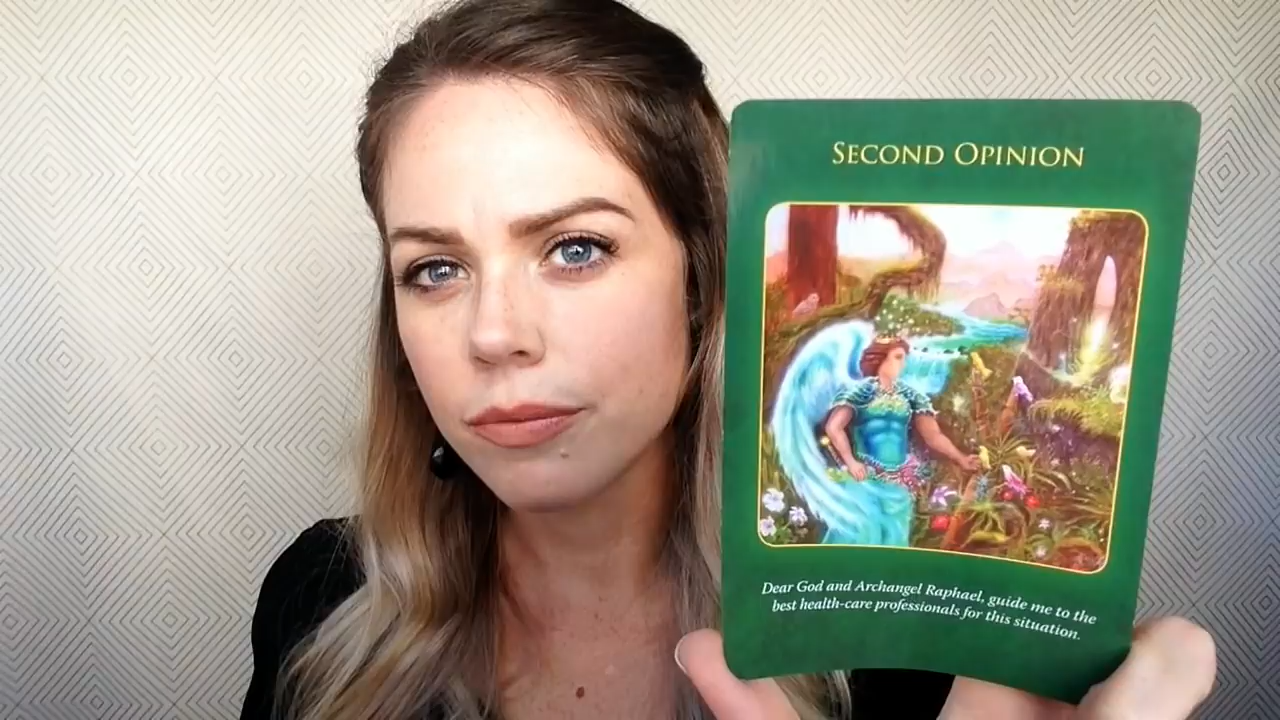 SECOND OPINION
Dear God and Archangel Raphael, guide me to the
best health-care professionals for this situation.